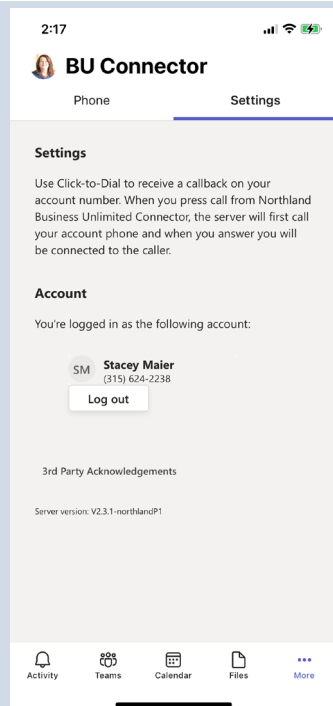 2:17
BU Connector
Phone Settings
Settings
Use Click-to-Dial to receive a callback on your
account number. When you press call from Northland
Business Unlimited Connector, the server will first call
your account phone and when you answer you will
be connected to the caller.
Account
You're logged in as the following account:
SM Stacey Maier
(315) 624-2238
Log out
3rd Party Acknowledgements
Server version: V2.3.1-northlandP1
Activity Teams Calendar Files More